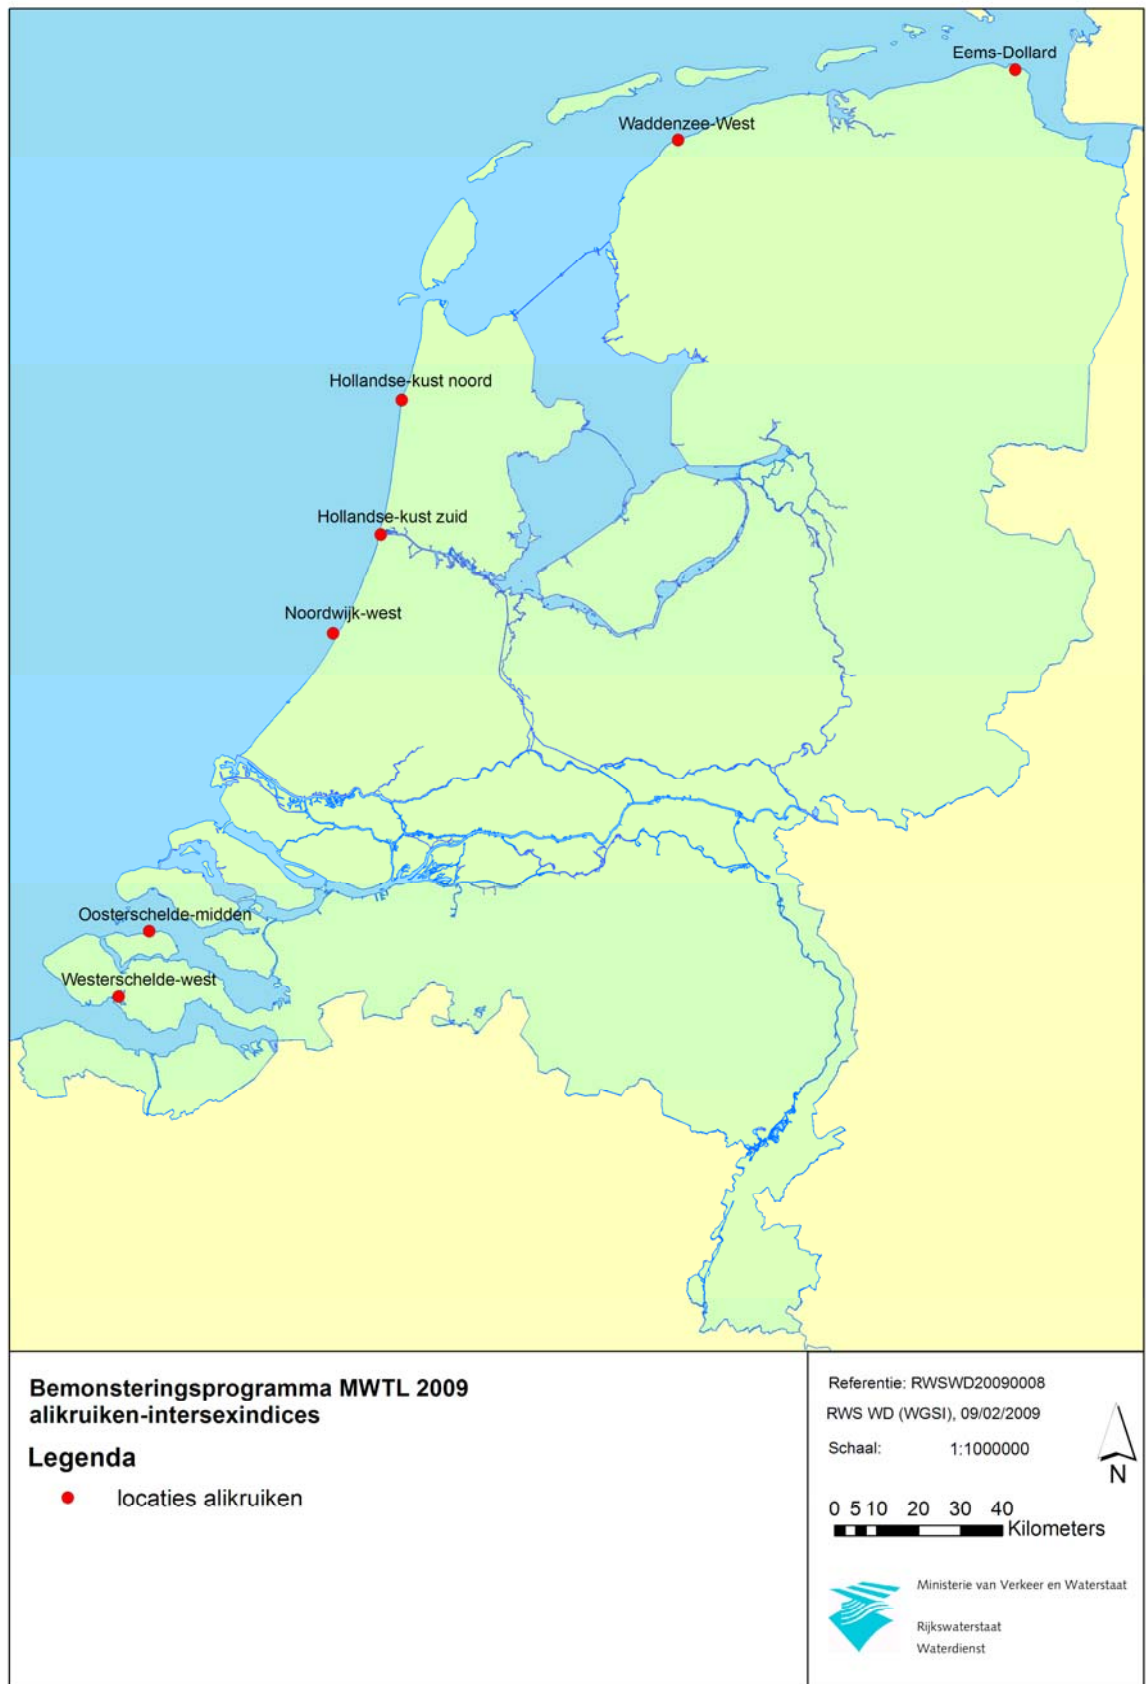 Eems-Dollard
Waddenzee-West
Hollandse-kust noord
Hollandse-kust zuid
Noordwijk-west
Oosterschelde-midden
Westerschelde-west
Bemonsteringsprogramma MWTL 2009
alikruiken-intersexindices
Legenda
locaties alikruiken
Referentie: RWSWD20090008
RWS WD (WGSI), 09/02/2009
Schaal: 1:1000000
N
0 5 10 20 30 40
Kilometers
Ministerie van Verkeer en Waterstaat
Rijkswaterstaat
Waterdienst